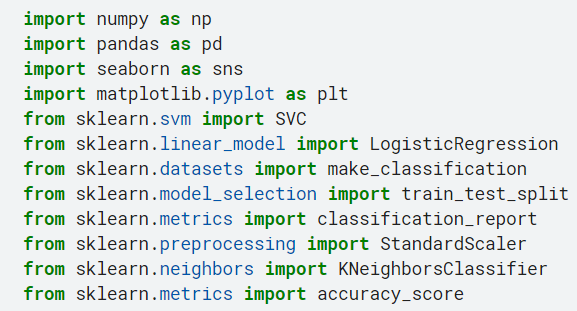 import numpy as np
import pandas as pd
import seaborn as sns
import matplotlib.pyplot as plt
from sklearn.svm import SVC
from sklearn.linear_model import LogisticRegression
from sklearn.datasets import make_classification
from sklearn.model_selection import train_test_split
from sklearn.metrics import classification_report
from sklearn.preprocessing import StandardScaler
from sklearn.neighbors import KNeighborsClassifier
from sklearn.metrics import accuracy_score